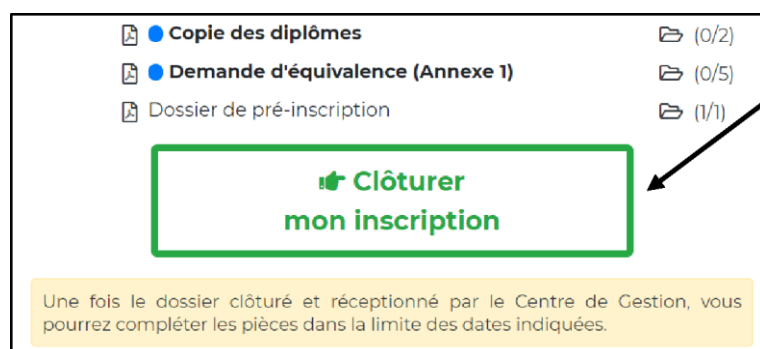 Copie des diplômes (0/2)
Demande d'équivalence (Annexe 1) (0/5)
Dossier de pré-inscription (1/1)
Clôturer
mon inscription
Une fois le dossier clôturé et réceptionné par le Centre de Gestion, vous
pourrez compléter les pièces dans la limite des dates indiquées.